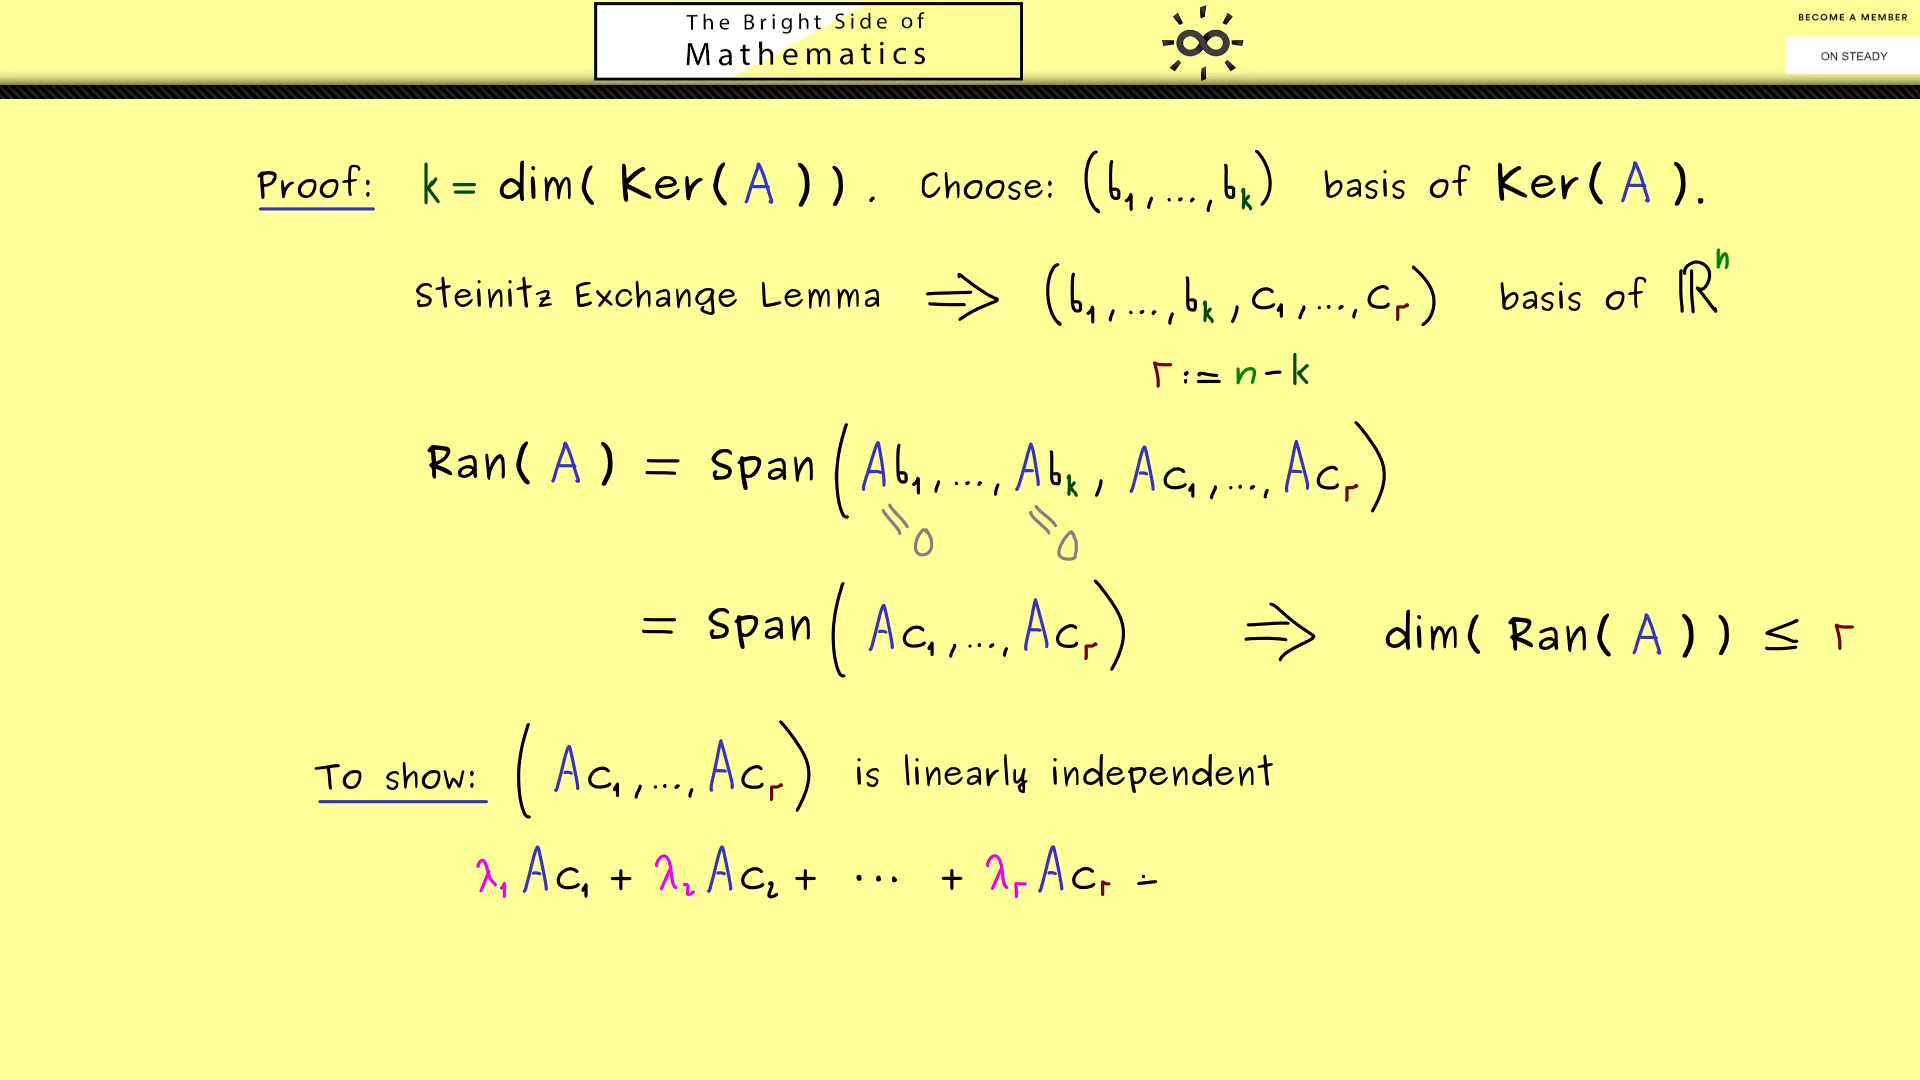 The Bright Side of
Mathematics
BECOME A MEMBER
ON STEADY
Proof: k = dim( Ker( A ) ) . Choose: (b₁, ..., bₖ) basis of Ker( A ).
Steinitz Exchange Lemma ⟹ (b₁, ..., bₖ, c₁, ..., cᵣ) basis of ℝⁿ
r := n - k
Ran( A ) = Span ( Ab₁, ..., Abₖ, Ac₁, ..., Acᵣ )
= 0 = 0
= Span ( Ac₁, ..., Acᵣ ) ⟹ dim( Ran( A ) ) ≤ r
To show: ( Ac₁, ..., Acᵣ ) is linearly independent
λ₁ Ac₁ + λ₂ Ac₂ + ··· + λᵣ Acᵣ -